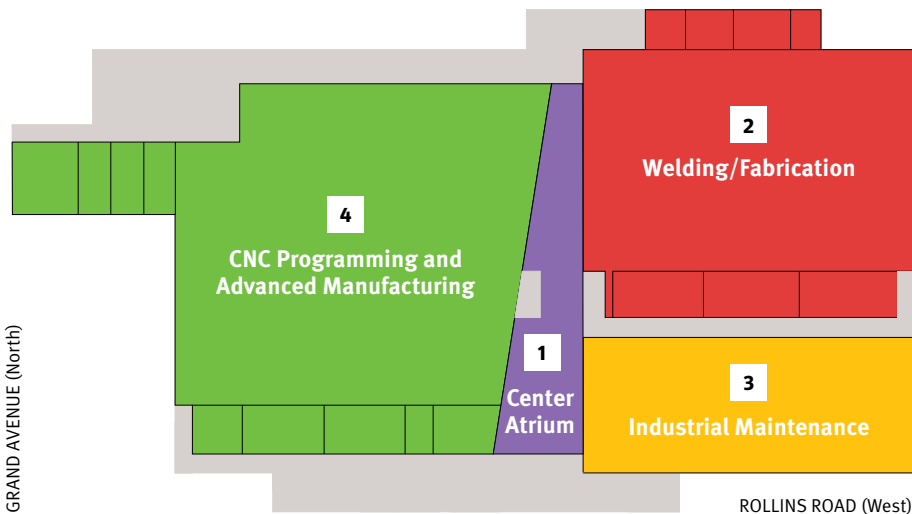 2
Welding/Fabrication
4
CNC Programming and
Advanced Manufacturing
1
Center
Atrium
3
Industrial Maintenance
GRAND AVENUE (North)
ROLLINS ROAD (West)